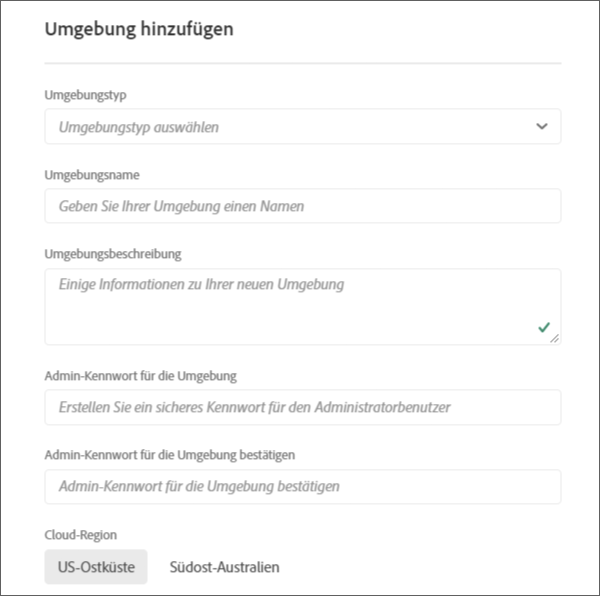 Umgebung hinzufügen
Umgebungstyp
Umgebungstyp auswählen
Umgebungsname
Geben Sie Ihrer Umgebung einen Namen
Umgebungsbeschreibung
Einige Informationen zu Ihrer neuen Umgebung
Admin-Kennwort für die Umgebung
Erstellen Sie ein sicheres Kennwort für den Administratorbenutzer
Admin-Kennwort für die Umgebung bestätigen
Admin-Kennwort für die Umgebung bestätigen
Cloud-Region
US-Ostküste Südost-Australien